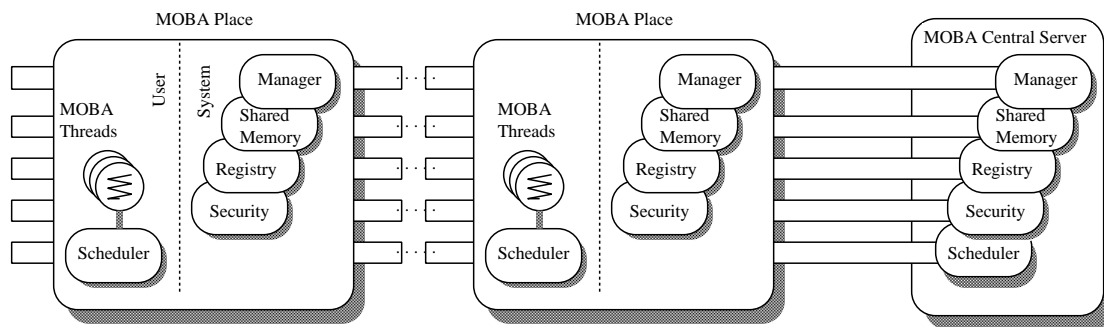 MOBA Place
MOBA Place
MOBA Central Server
User
System
Manager
MOBA
Threads
Shared
Memory
Registry
Security
Scheduler
Manager
MOBA
Threads
Shared
Memory
Registry
Security
Scheduler
Manager
Shared
Memory
Registry
Security
Scheduler